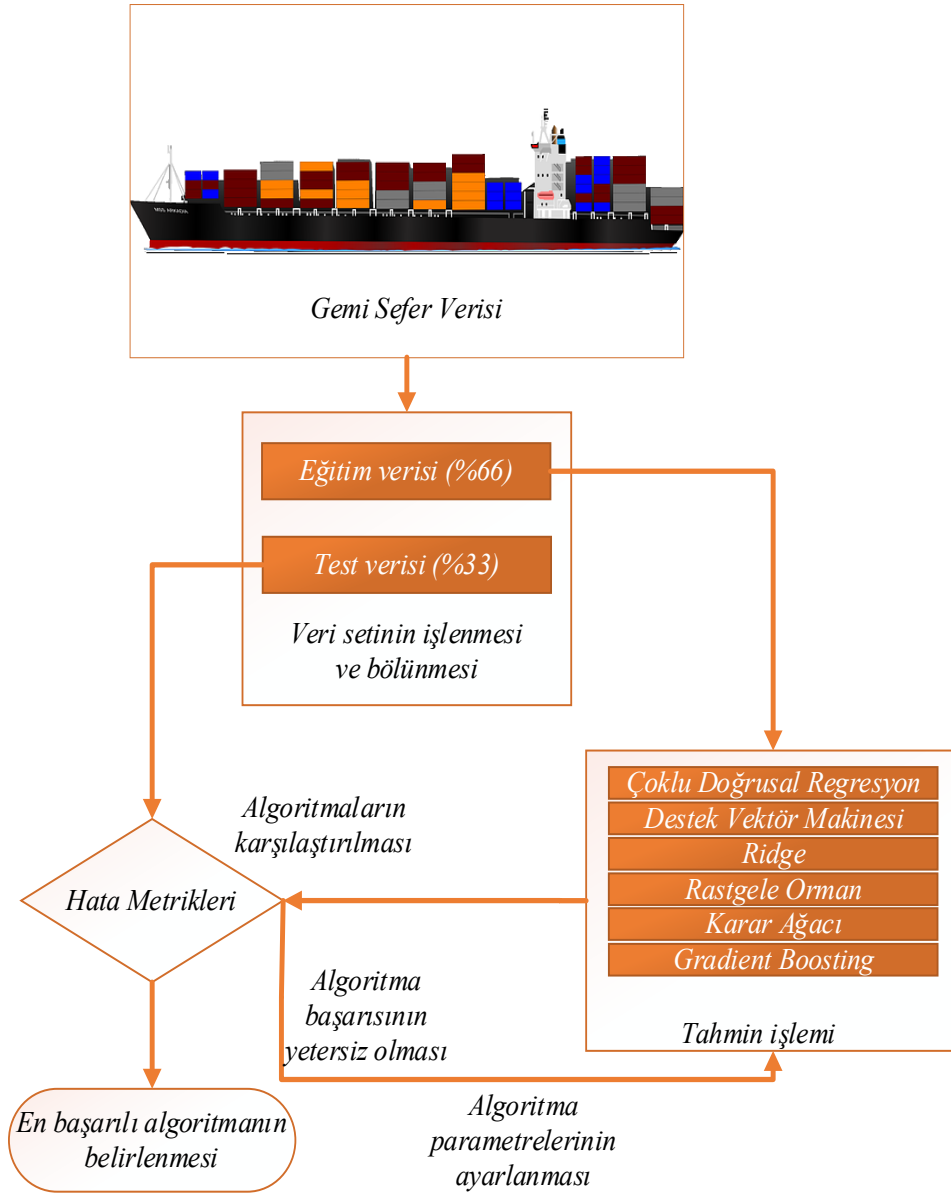 MSS ARKADIA
Gemi Sefer Verisi
Eğitim verisi (%66)
Test verisi (%33)
Veri setinin işlenmesi
ve bölünmesi
Çoklu Doğrusal Regresyon
Destek Vektör Makinesi
Ridge
Rastgele Orman
Karar Ağacı
Gradient Boosting
Tahmin işlemi
Algoritmaların
karşılaştırılması
Hata Metrikleri
Algoritma
başarısının
yetersiz olması
Algoritma
parametrelerinin
ayarlanması
En başarılı algoritmanın
belirlenmesi